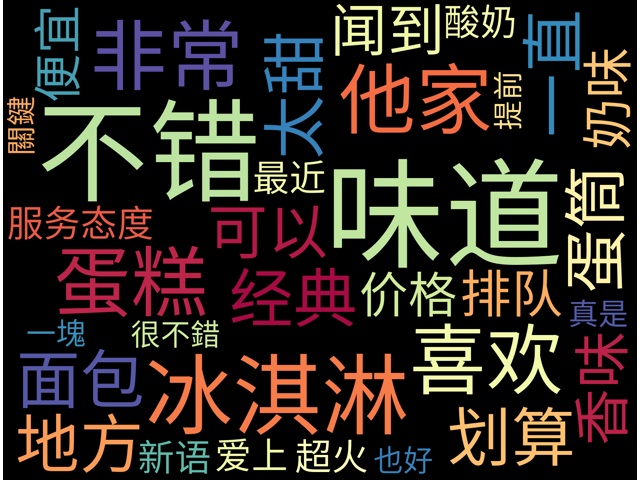 便宜
非常
太甜
闻到
酸奶
一直
关键
關鍵
不错
他家
提前
奶味
最近
味道
蛋筒
服务态度
可以
蛋糕
经典
价格
排队
真是
一塊
很不錯
喜欢
香味
面包
冰淇淋
地方
新语
爱上
超火
也好
划算